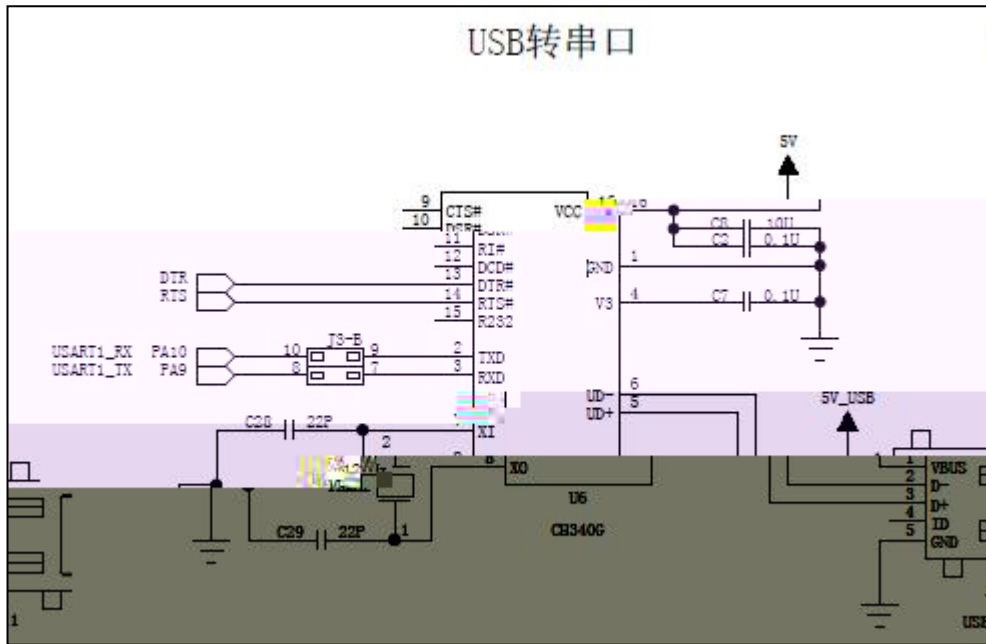 USB转串口
5V
9 CTS# VCC
10
11
12 RI#
13 DCD# GND 1
DTR 14 DTR#
RTS 15 RTS# V3 4
R232
C8 10U
C2 0.1U
C7 0.1U
J3-B
USART1_RX PA10 10 9 2 TXD
USART1_TX PA9 8 7 3 RXD
UD- 6
UD+ 5
5V_USB
C28 22P
2
XI
8 XO
U6
CH340G
C29 22P 1
1 VBUS
2 D-
3 D+
4 ID
5 GND
1
USB